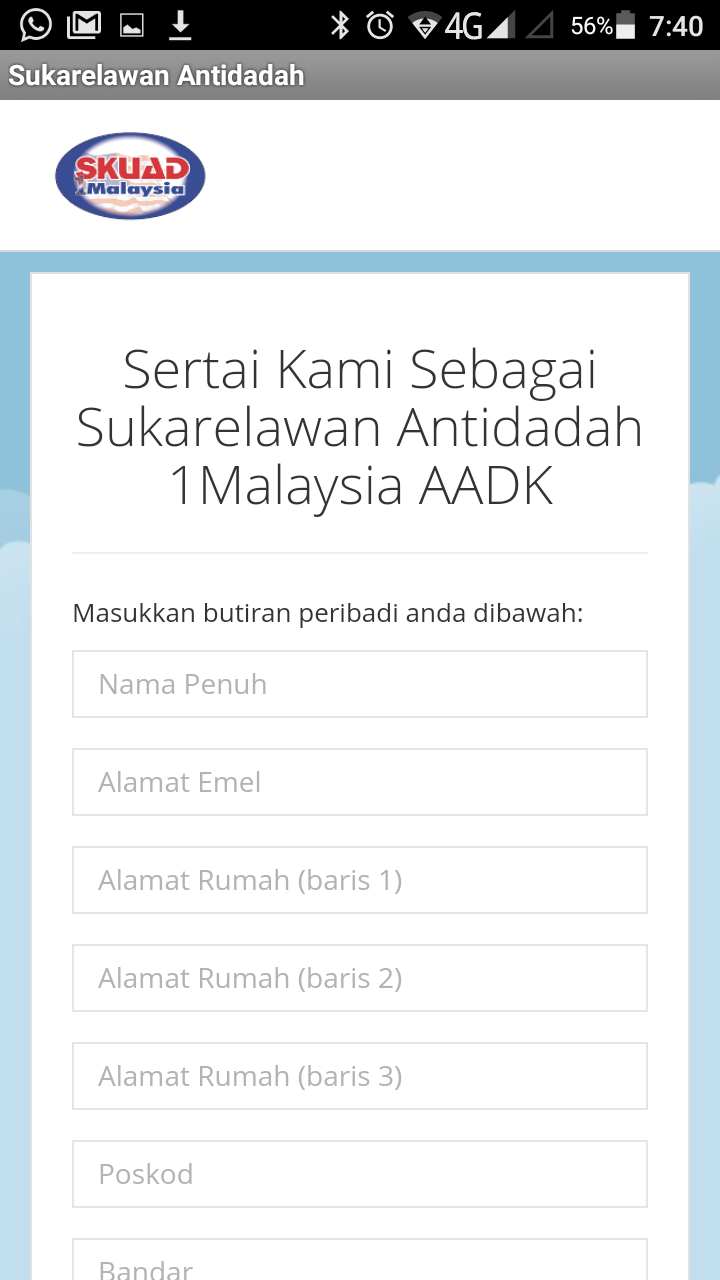 4G 56% 7:40
Sukarelawan Antidadah
SKUAD
1Malaysia
Sertai Kami Sebagai
Sukarelawan Antidadah
1Malaysia AADK
Masukkan butiran peribadi anda dibawah:
Nama Penuh
Alamat Emel
Alamat Rumah (baris 1)
Alamat Rumah (baris 2)
Alamat Rumah (baris 3)
Poskod
Bandar